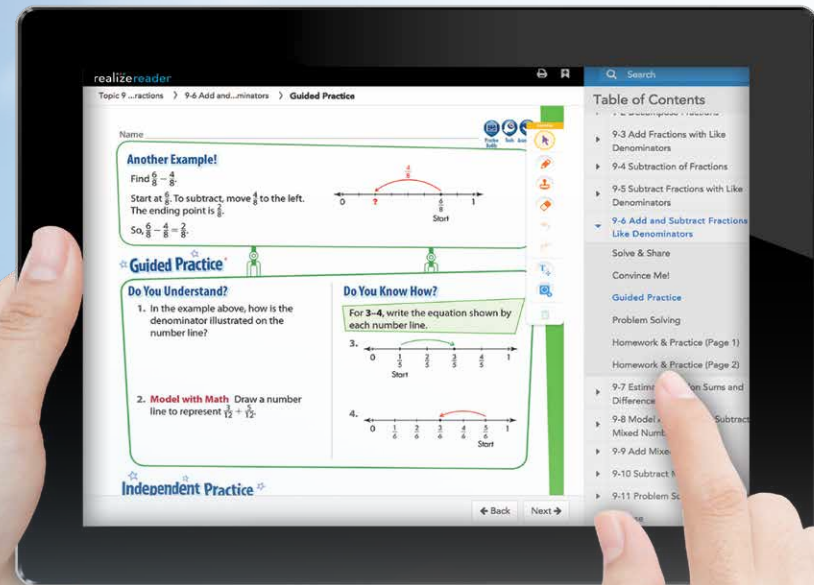 realizereader
Search
Topic 9 ...ractions > 9-6 Add and...minators > Guided Practice
Table of Contents
Name
9-3 Add Fractions with Like
Denominators
9-4 Subtraction of Fractions
9-5 Subtract Fractions with Like
Denominators
9-6 Add and Subtract Fractions
Like Denominators
Solve & Share
Convince Me!
Guided Practice
Problem Solving
Homework & Practice (Page 1)
Homework & Practice (Page 2)
9-7 Sums and
9-8 Subtract
Mixed
9-9 Add
9-10 Subtract
9-11 Problem
Another Example!
Find 6/8 − 4/8.
Start at 6/8. To subtract, move 4/8 to the left.
The ending point is 2/8.
So, 6/8 − 4/8 = 2/8.
4/8
0 ? 6/8 1
Start
Guided Practice
Do You Understand?
1. In the example above, how is the
denominator illustrated on the
number line?
2. Model with Math Draw a number
line to represent 3/12 + 5/12.
Do You Know How?
For 3–4, write the equation shown by
each number line.
3.
0 1/5 2/5 3/5 4/5 1
Start
4.
0 1/6 2/6 3/6 4/6 5/6 1
Start
Independent Practice
← Back Next →